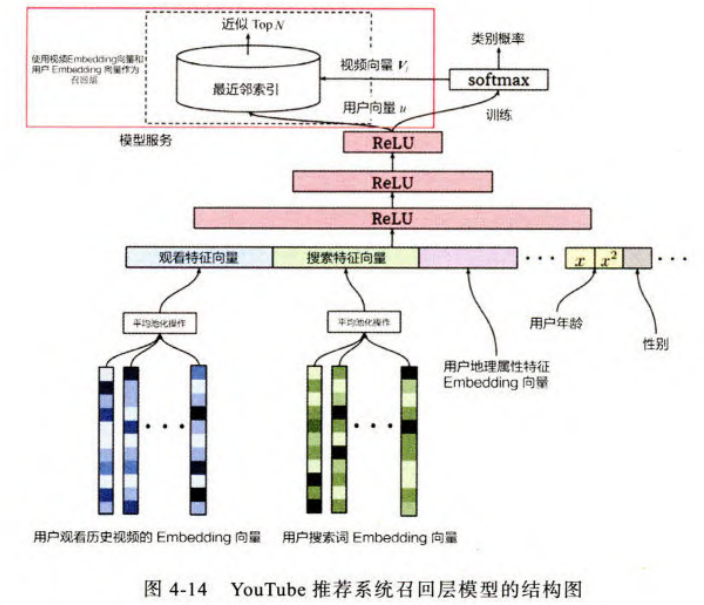 近似 Top N
类别概率
使用视频Embedding向量和
用户 Embedding 向量作为
召回层
视频向量 Vj
softmax
最近邻索引
用户向量 u
训练
模型服务
ReLU
ReLU
ReLU
观看特征向量
搜索特征向量
x
x²
平均池化操作
平均池化操作
用户年龄
性别
用户地理属性特征
Embedding 向量
用户观看历史视频的 Embedding 向量
用户搜索词 Embedding 向量
图 4-14 YouTube 推荐系统召回层模型的结构图